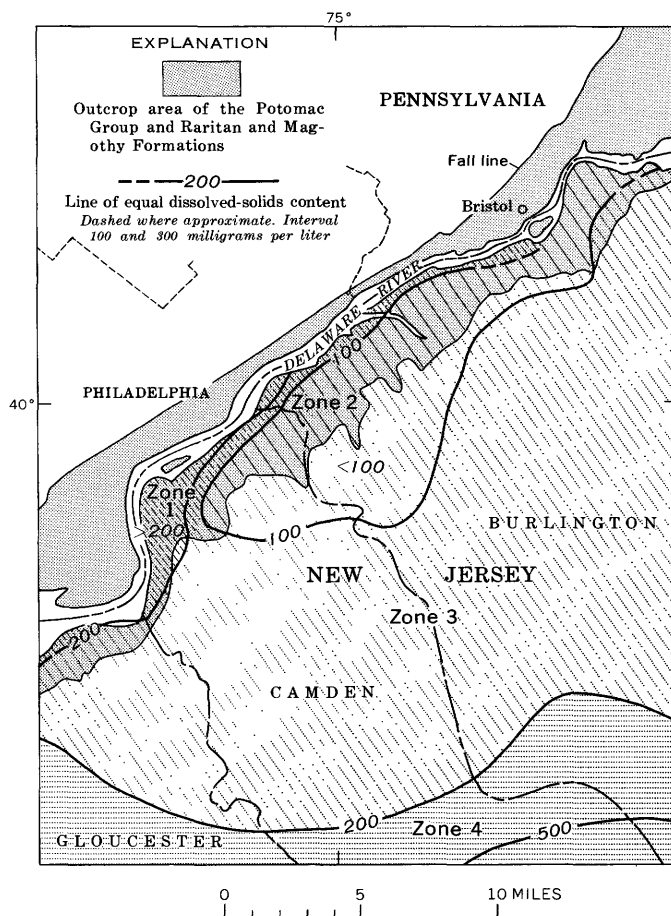 75°
EXPLANATION
Outcrop area of the Potomac
Group and Raritan and Mag-
othy Formations
200
Line of equal dissolved-solids content
Dashed where approximate. Interval
100 and 300 milligrams per liter
PENNSYLVANIA
Fall line
Bristol
DELAWARE RIVER
100
PHILADELPHIA
40°
Zone 2
<100
Zone
1
>200
100
BURLINGTON
NEW JERSEY
Zone 3
200
CAMDEN
200
Zone 4
500
GLOUCESTER
0 5 10 MILES